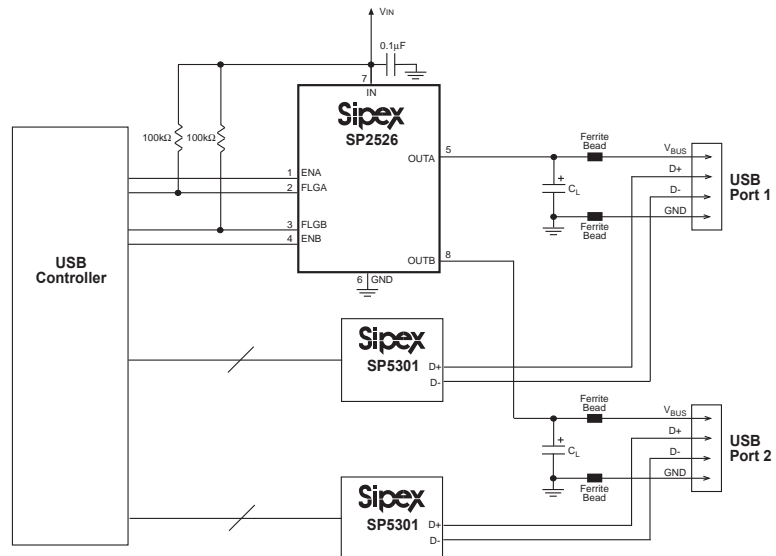 VIN
0.1µF
7
IN
100kΩ
100kΩ
Sipex
SP2526
1
ENA
2
FLGA
3
FLGB
4
ENB
OUTA
5
OUTB
8
6
GND
USB
Controller
Ferrite
Bead
VBUS
D+
D-
GND
+
CL
Ferrite
Bead
USB
Port 1
Sipex
SP5301
D+
D-
Ferrite
Bead
VBUS
D+
D-
GND
+
CL
Ferrite
Bead
USB
Port 2
Sipex
SP5301
D+
D-